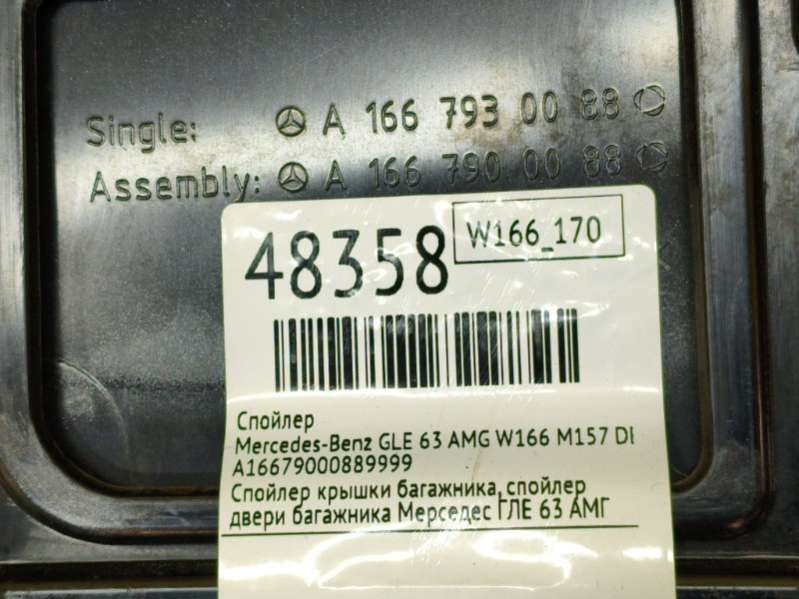 Single: A 166 793 00 88
Assembly: A 166 790 00 88
48358
W166_170
Спойлер
Mercedes-Benz GLE 63 AMG W166 M157 DI
A16679000889999
Спойлер крышки багажника, спойлер
двери багажника Мерседес ГЛЕ 63 АМГ